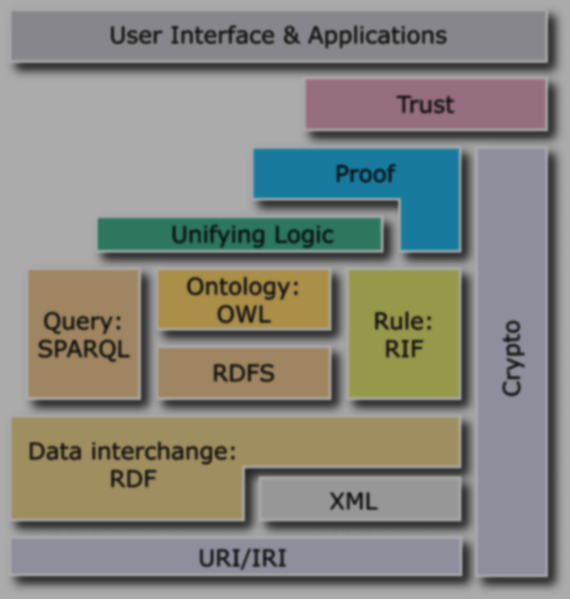 User Interface & Applications
Trust
Proof
Unifying Logic
Query:
SPARQL
Ontology:
OWL
Rule:
RIF
RDFS
Crypto
Data interchange:
RDF
XML
URI/IRI